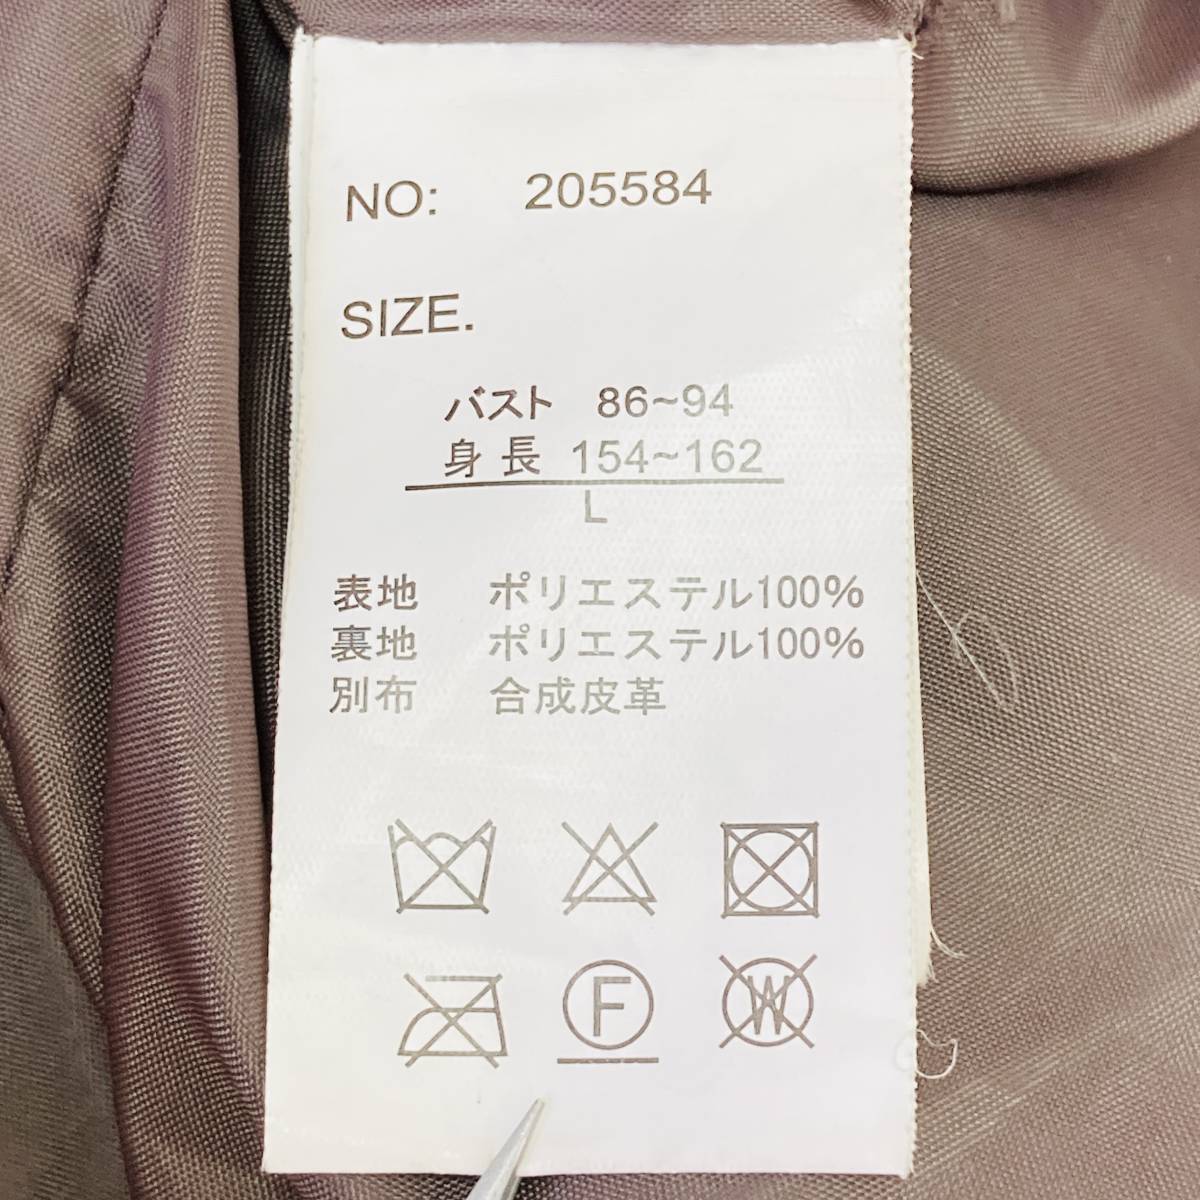 NO: 205584
SIZE.
バスト 86~94
身長 154~162
L
表地 ポリエステル100%
裏地 ポリエステル100%
別布 合成皮革
F
W